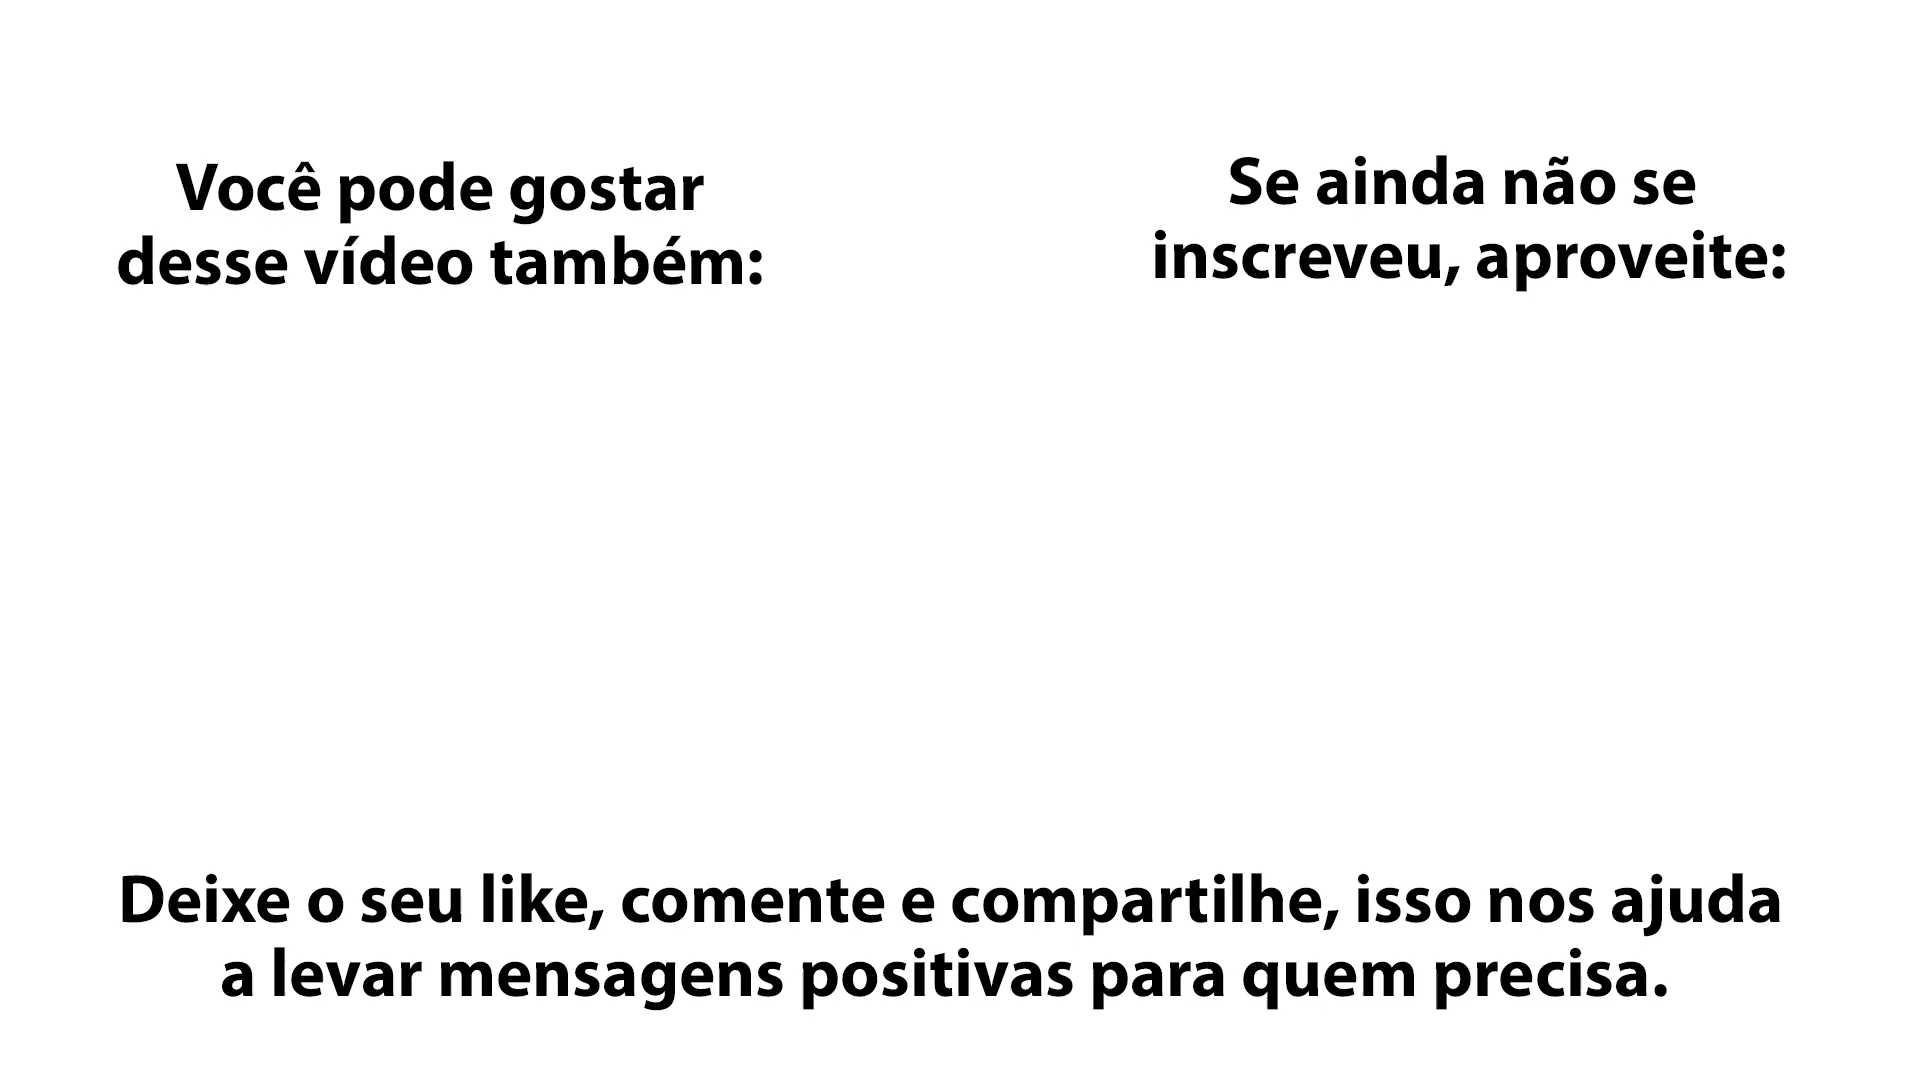 Você pode gostar
desse vídeo também:
Se ainda não se
inscreveu, aproveite:
Deixe o seu like, comente e compartilhe, isso nos ajuda
a levar mensagens positivas para quem precisa.